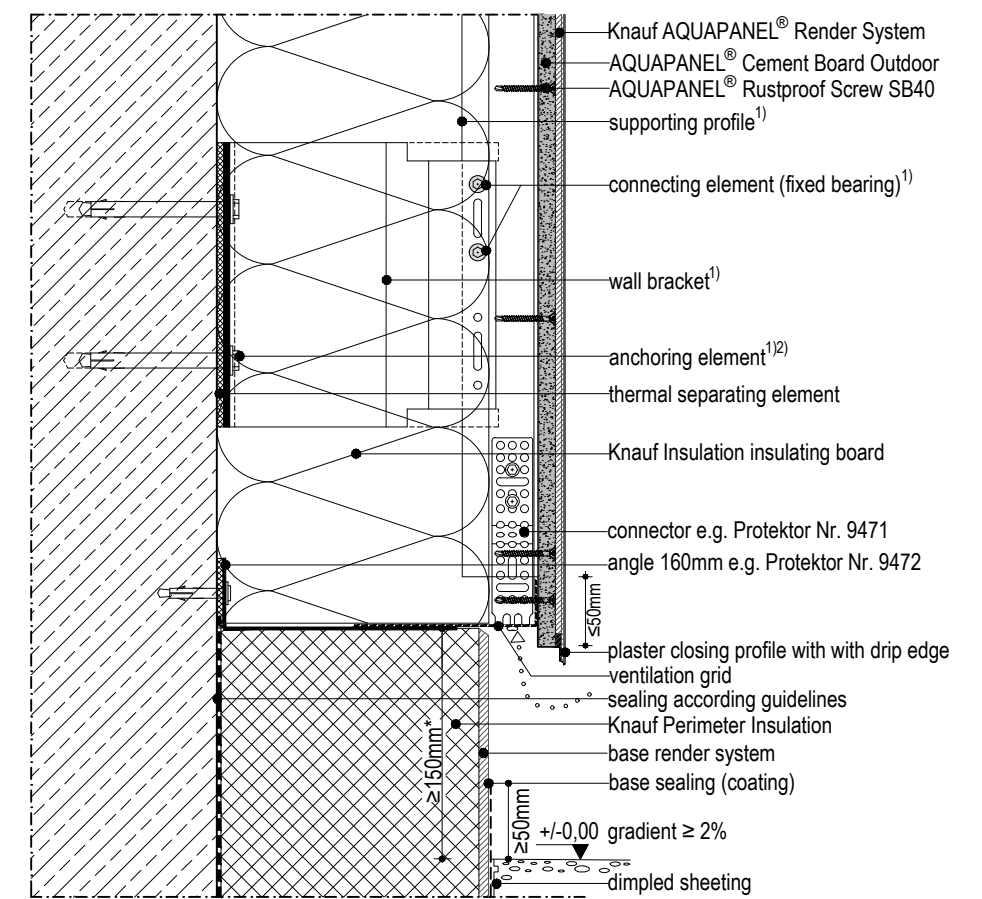 Knauf AQUAPANEL® Render System
AQUAPANEL® Cement Board Outdoor
AQUAPANEL® Rustproof Screw SB40
supporting profile1)
connecting element (fixed bearing)1)
wall bracket1)
anchoring element1)2)
thermal separating element
Knauf Insulation insulating board
connector e.g. Protektor Nr. 9471
angle 160mm e.g. Protektor Nr. 9472
≤50mm
plaster closing profile with with drip edge
ventilation grid
sealing according guidelines
Knauf Perimeter Insulation
base render system
base sealing (coating)
≥150mm*
≥50mm
+/-0,00 gradient ≥ 2%
dimpled sheeting